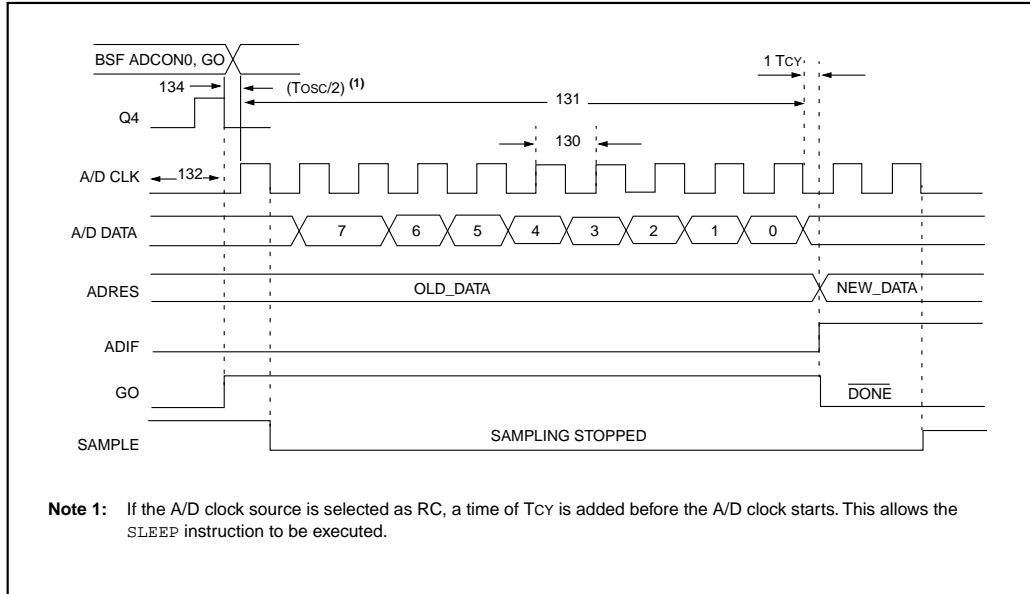 BSF ADCON0, GO
1 TCY
134
(TOSC/2) (1)
131
Q4
130
A/D CLK
132
A/D DATA
7 6 5 4 3 2 1 0
ADRES
OLD_DATA
NEW_DATA
ADIF
GO
DONE
SAMPLE
SAMPLING STOPPED
Note 1: If the A/D clock source is selected as RC, a time of TCY is added before the A/D clock starts. This allows the
SLEEP instruction to be executed.